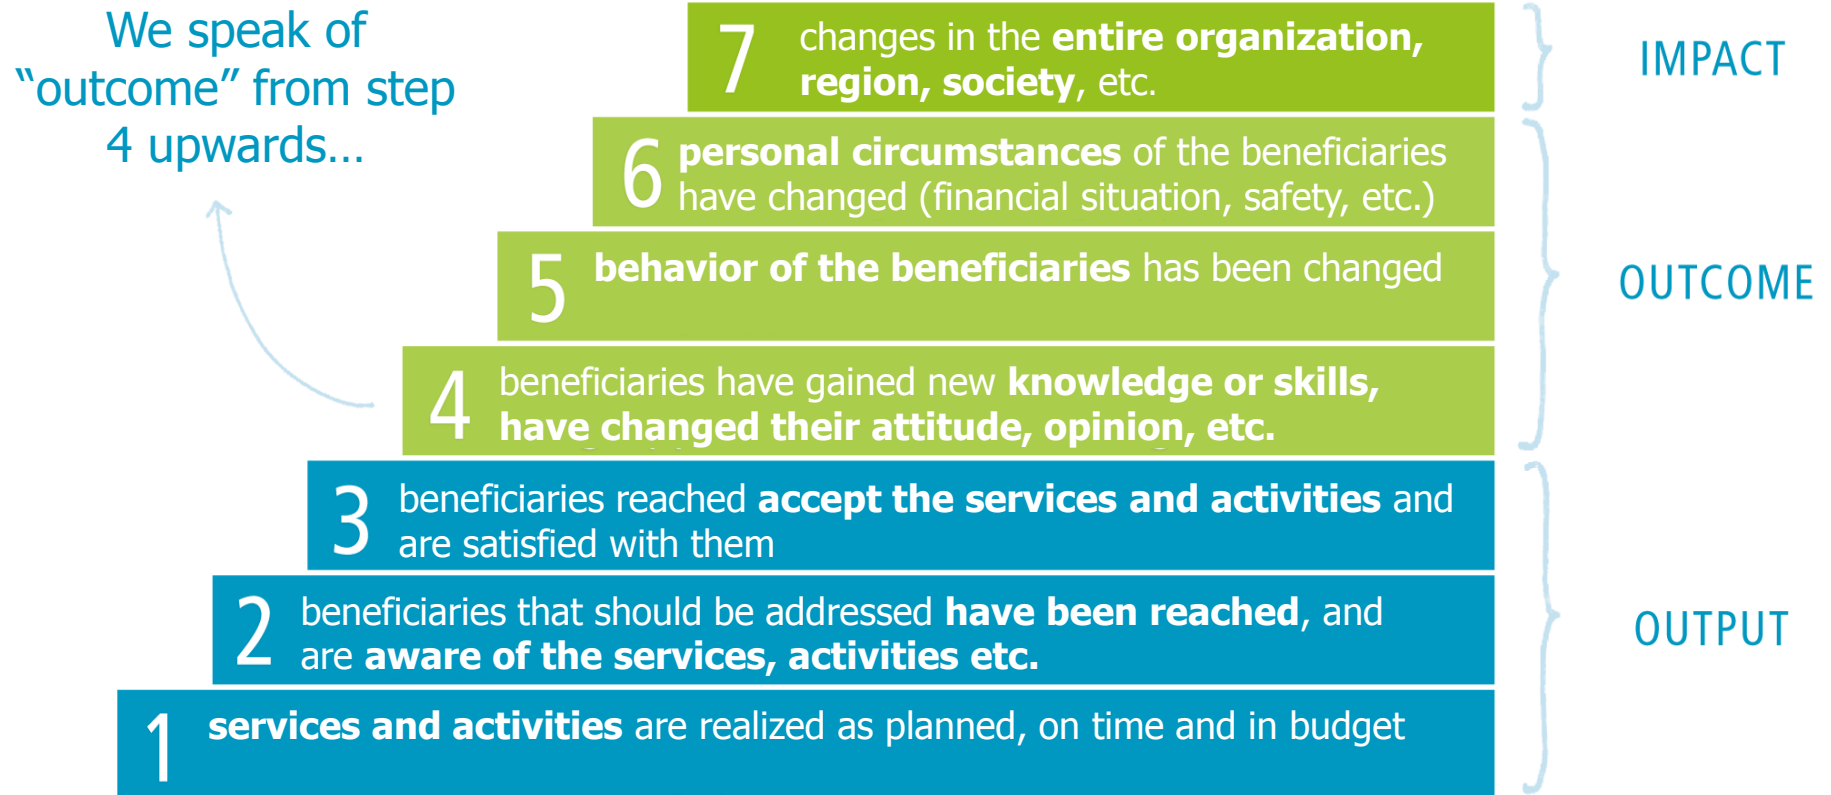 We speak of
“outcome” from step
4 upwards...
7
changes in the entire organization,
region, society, etc.
IMPACT
6
personal circumstances of the beneficiaries
have changed (financial situation, safety, etc.)
5
behavior of the beneficiaries has been changed
OUTCOME
4
beneficiaries have gained new knowledge or skills,
have changed their attitude, opinion, etc.
3
beneficiaries reached accept the services and activities and
are satisfied with them
2
beneficiaries that should be addressed have been reached, and
are aware of the services, activities etc.
OUTPUT
1
services and activities are realized as planned, on time and in budget